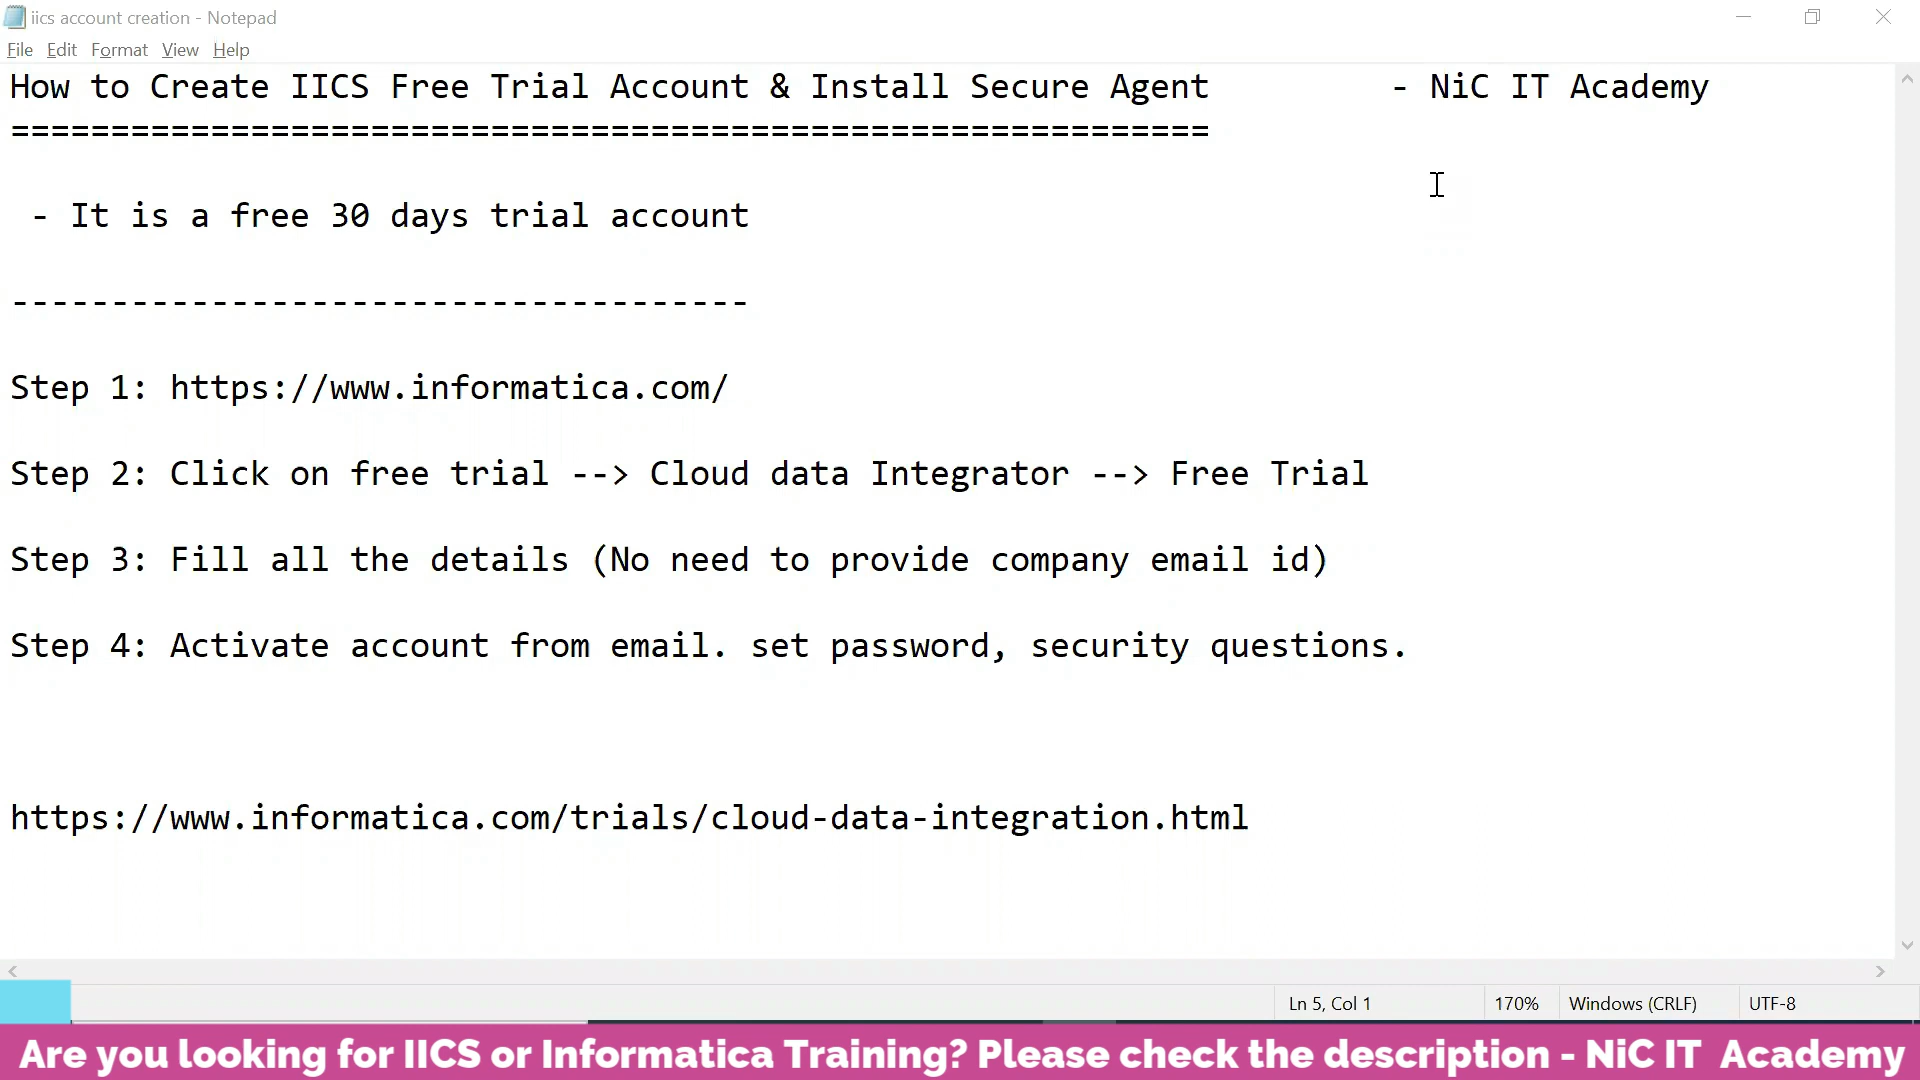 iics account creation - Notepad
File Edit Format View Help
How to Create IICS Free Trial Account & Install Secure Agent - NiC IT Academy
============================================================
- It is a free 30 days trial account
-------------------------------------
Step 1: https://www.informatica.com/
Step 2: Click on free trial --> Cloud data Integrator --> Free Trial
Step 3: Fill all the details (No need to provide company email id)
Step 4: Activate account from email. set password, security questions.
https://www.informatica.com/trials/cloud-data-integration.html
Ln 5, Col 1 170% Windows (CRLF) UTF-8
Are you looking for IICS or Informatica Training? Please check the description - NiC IT Academy